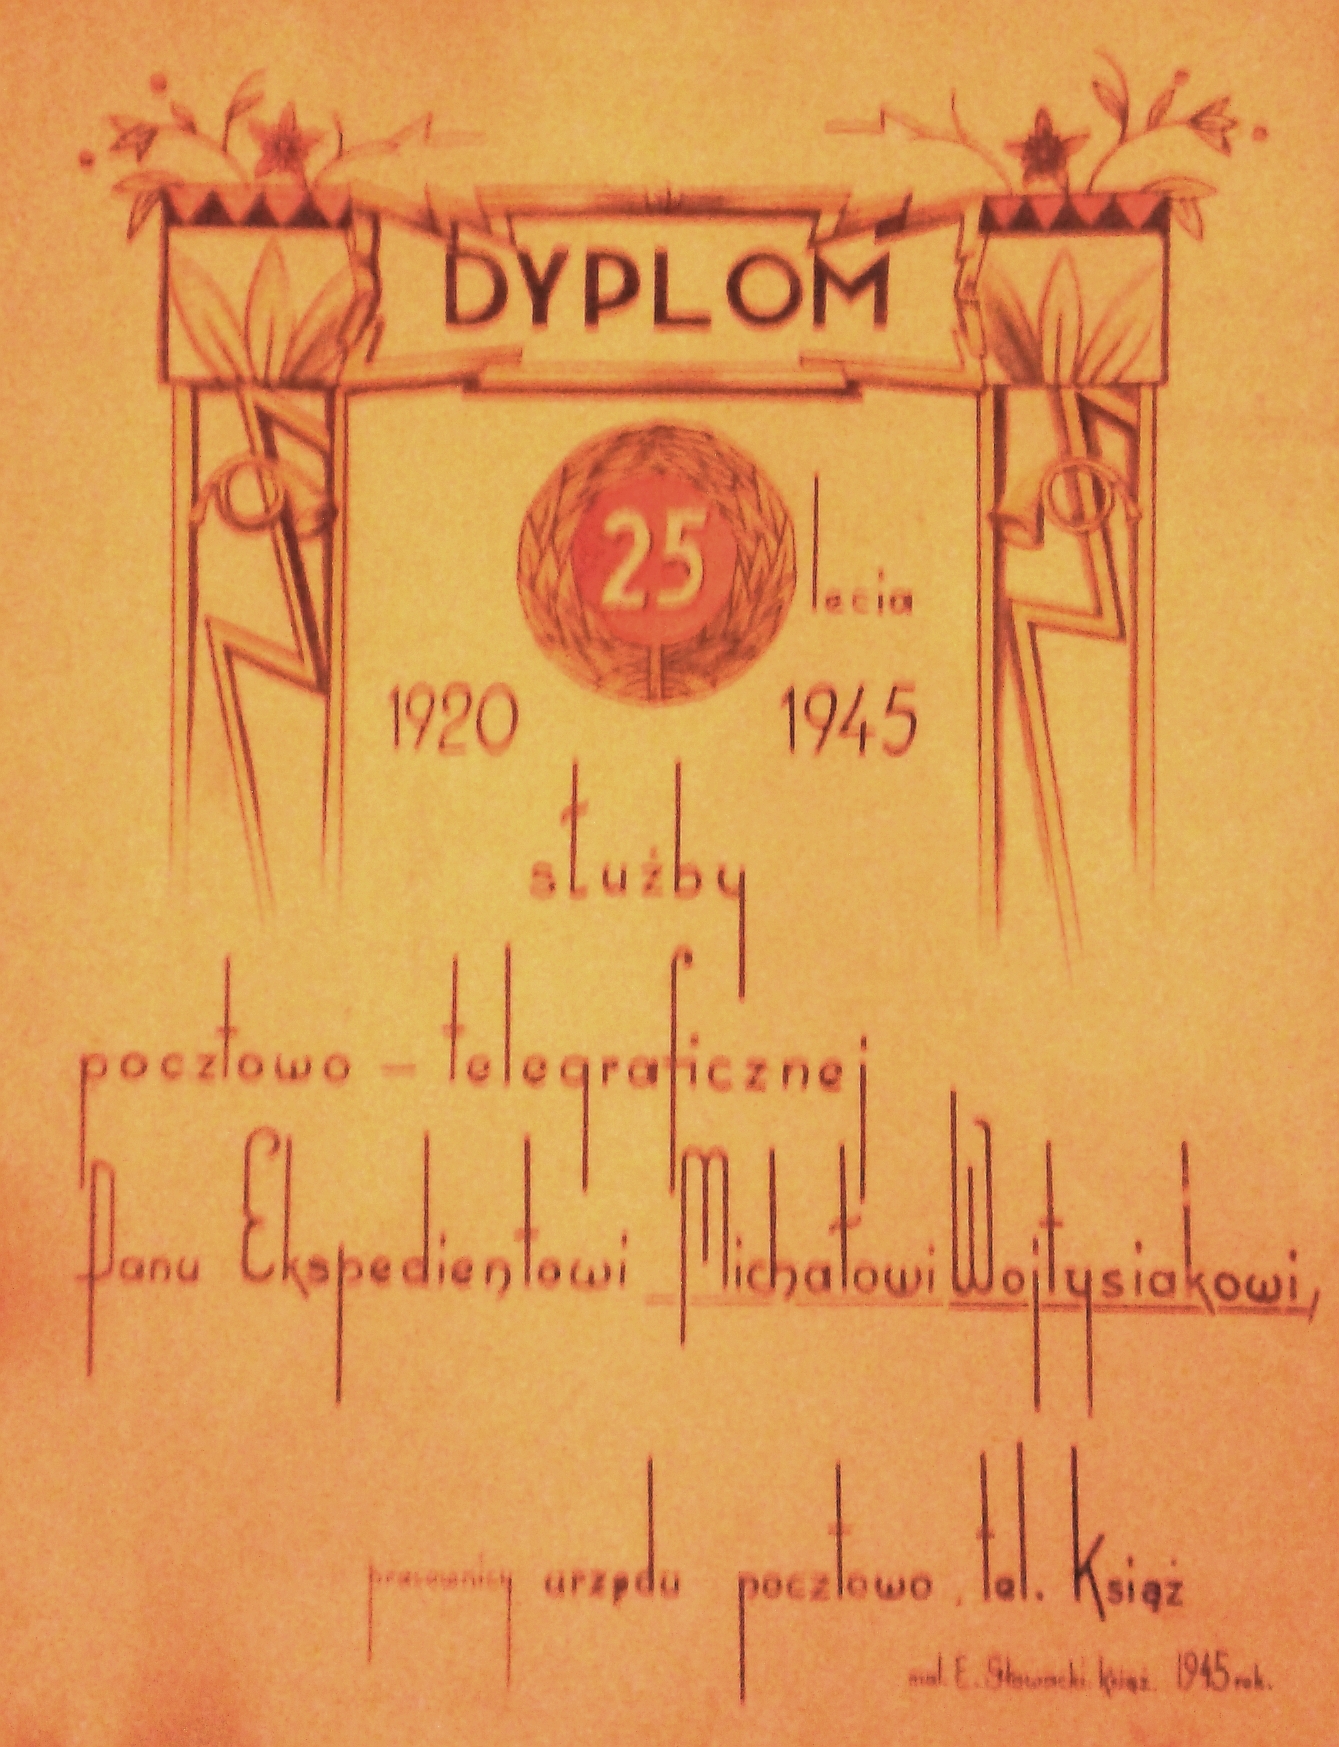 DYPLOM
25 lecia
1920 1945
służby
pocztowo - telegraficznej
Panu Ekspedientowi Michałowi Wojtysiakowi,
pracownicy urzędu pocztowo . tel. Książ
mal. E. Głowacki Książ. 1945 rok.